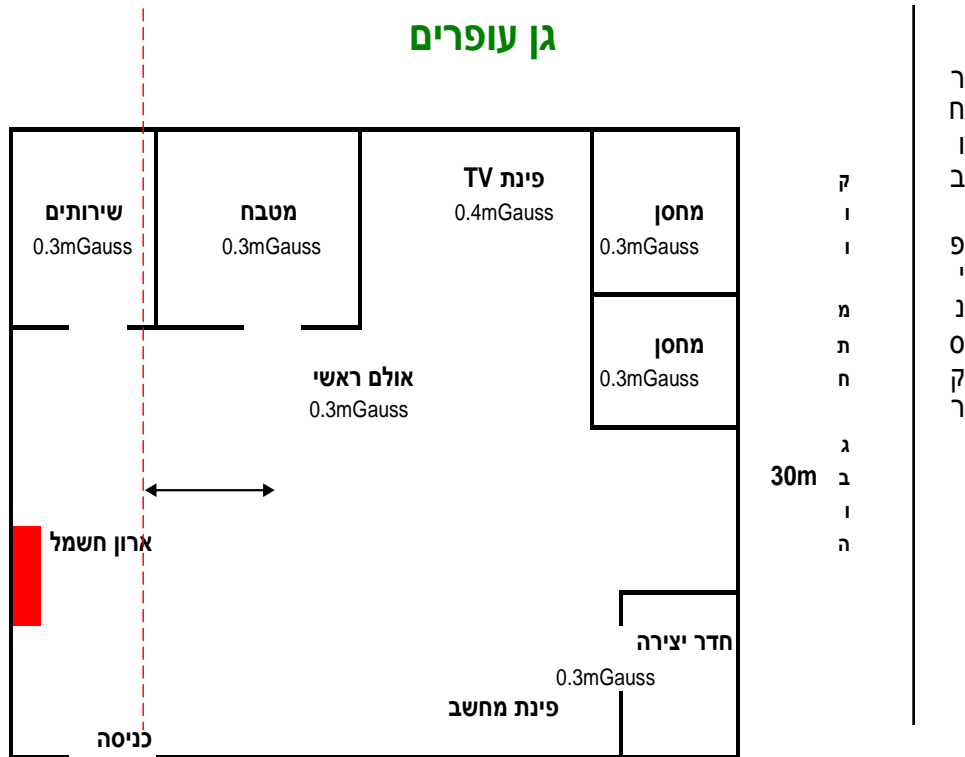 גן עופרים
שירותים
0.3mGauss
מטבח
0.3mGauss
פינת TV
0.4mGauss
מחסן
0.3mGauss
מחסן
0.3mGauss
אולם ראשי
0.3mGauss
ארון חשמל
חדר יצירה
0.3mGauss
פינת מחשב
כניסה
30m
קוו מתח גבוה
רחוב פינסקר